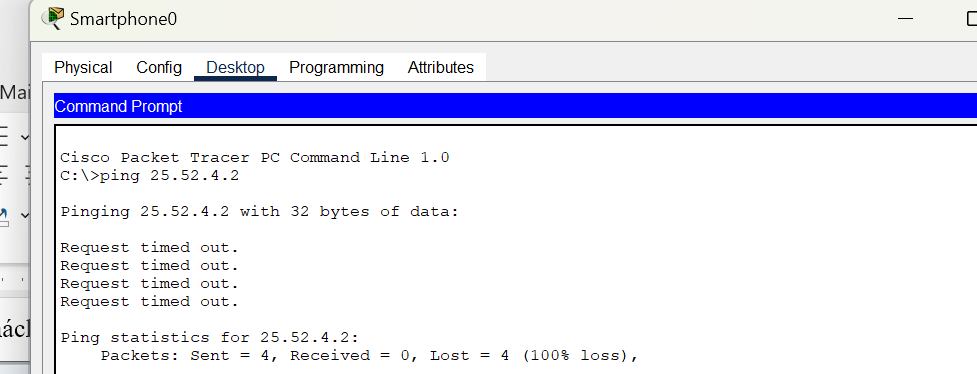 Smartphone0
Physical Config Desktop Programming Attributes
Mai
Command Prompt
Cisco Packet Tracer PC Command Line 1.0
C:\>ping 25.52.4.2
Pinging 25.52.4.2 with 32 bytes of data:
Request timed out.
Request timed out.
Request timed out.
Request timed out.
Ping statistics for 25.52.4.2:
Packets: Sent = 4, Received = 0, Lost = 4 (100% loss),